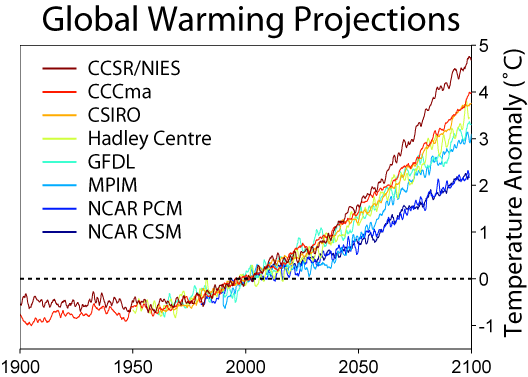 Global Warming Projections
CCSR/NIES
CCCma
CSIRO
Hadley Centre
GFDL
MPIM
NCAR PCM
NCAR CSM
5
4
3
2
1
0
-1
Temperature Anomaly (°C)
1900 1950 2000 2050 2100